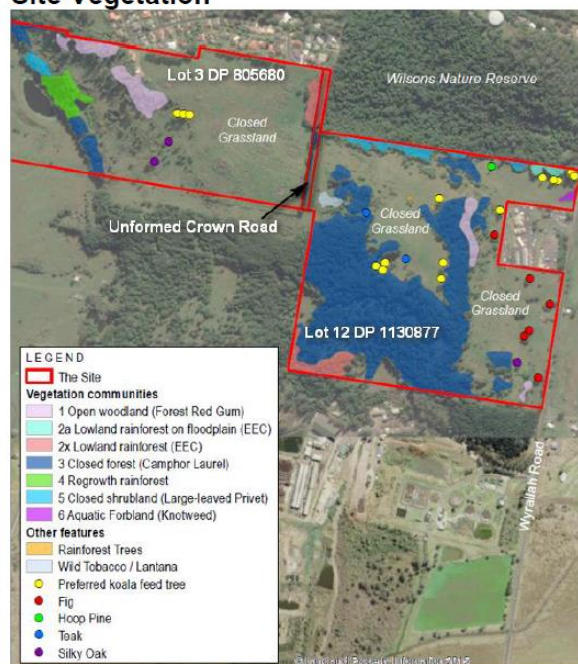 Site Vegetation
Lot 3 DP 805680
Wilsons Nature Reserve
Closed
Grassland
Unformed Crown Road
Closed
Grassland
Closed
Grassland
Lot 12 DP 1130877
Wyrallah Road
LEGEND
The Site
Vegetation communities
1 Open woodland (Forest Red Gum)
2a Lowland rainforest on floodplain (EEC)
2x Lowland rainforest (EEC)
3 Closed forest (Camphor Laurel)
4 Regrowth rainforest
5 Closed shrubland (Large-leaved Privet)
6 Aquatic Forbland (Knotweed)
Other features
Rainforest Trees
Wild Tobacco / Lantana
Preferred koala feed tree
Fig
Hoop Pine
Teak
Silky Oak